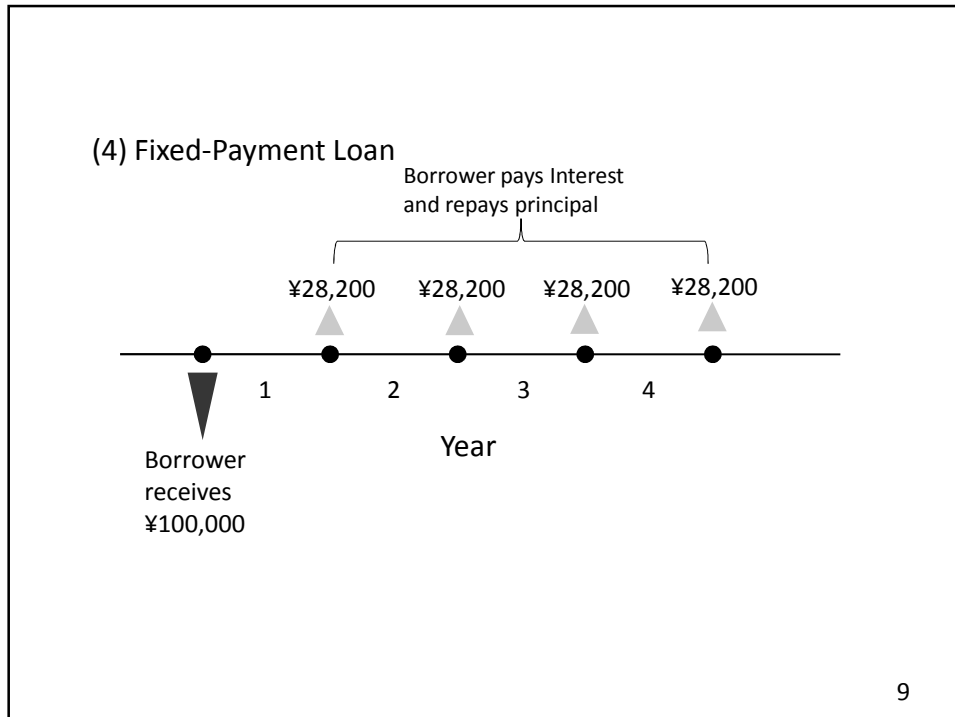 (4) Fixed-Payment Loan
Borrower pays Interest
and repays principal
¥28,200 ¥28,200 ¥28,200 ¥28,200
1 2 3 4
Year
Borrower
receives
¥100,000
9